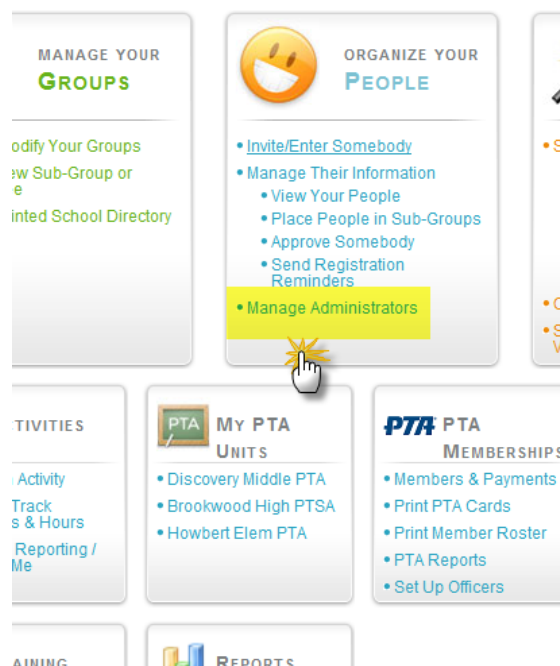 MANAGE YOUR
GROUPS
odify Your Groups
ew Sub-Group or
e
inted School Directory
ORGANIZE YOUR
PEOPLE
• Invite/Enter Somebody
• Manage Their Information
• View Your People
• Place People in Sub-Groups
• Approve Somebody
• Send Registration
Reminders
• Manage Administrators
TIVITIES
Activity
Track
s & Hours
Reporting /
Me
PTA
MY PTA
UNITS
• Discovery Middle PTA
• Brookwood High PTSA
• Howbert Elem PTA
PTA
PTA
MEMBERSHIPS
• Members & Payments
• Print PTA Cards
• Print Member Roster
• PTA Reports
• Set Up Officers
AINING
REPORTS